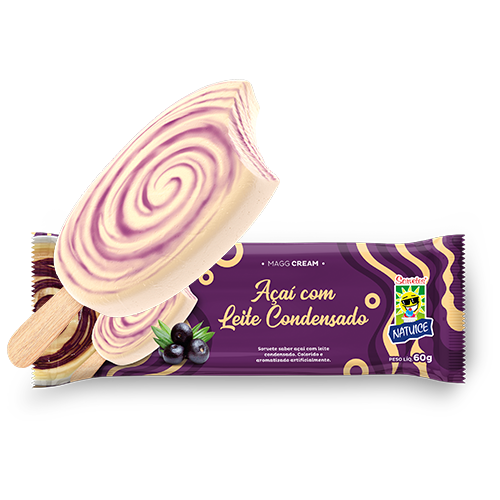 • MAGG CREAM •
Açaí com
Leite Condensado
Sorvete sabor açaí com leite
condensado. Colorido e
aromatizado artificialmente.
Sorvetes
NATUICE
PESO LÍQ. 60g